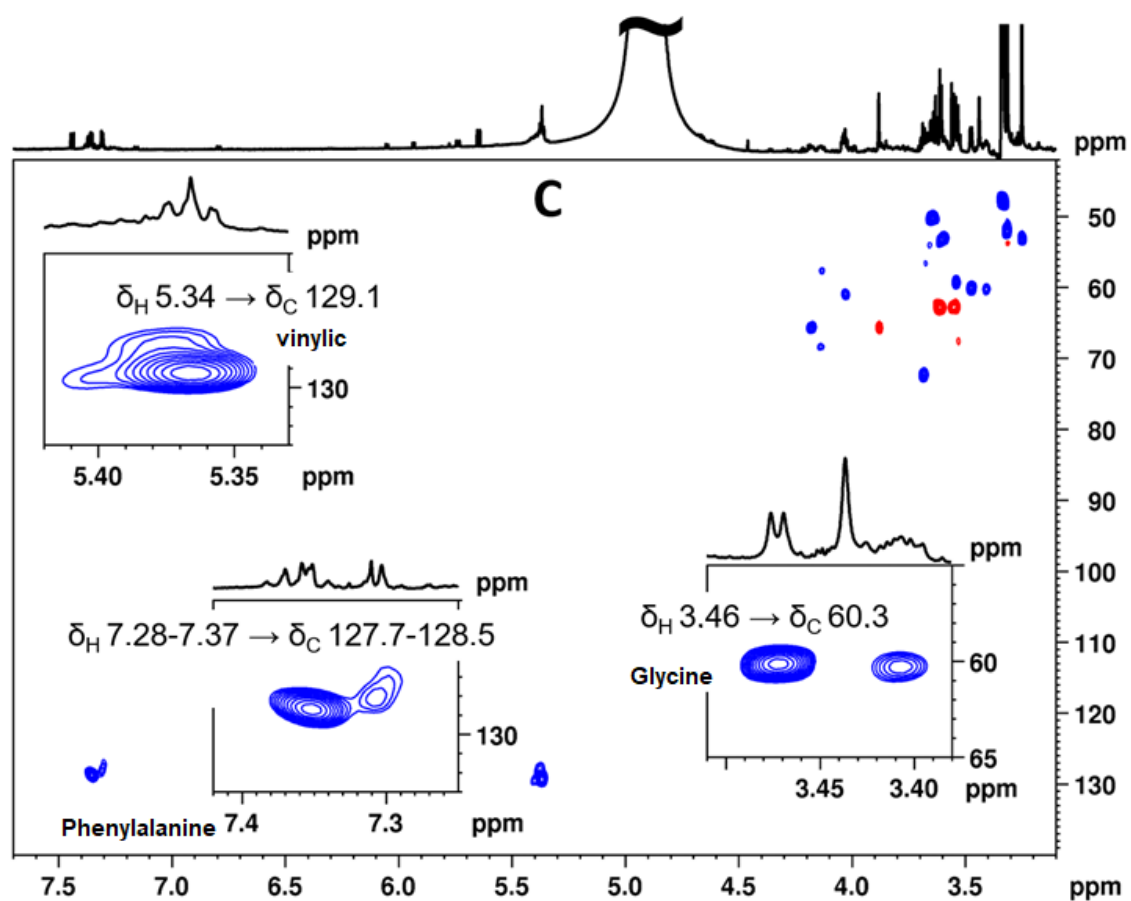 ppm
C
50
60
70
80
90
100
110
120
130
ppm
δH 5.34 → δC 129.1
vinylic
130
5.40 5.35 ppm
ppm
δH 7.28-7.37 → δC 127.7-128.5
130
Phenylalanine 7.4 7.3 ppm
ppm
δH 3.46 → δC 60.3
Glycine
60
65
3.45 3.40 ppm
7.5 7.0 6.5 6.0 5.5 5.0 4.5 4.0 3.5 ppm